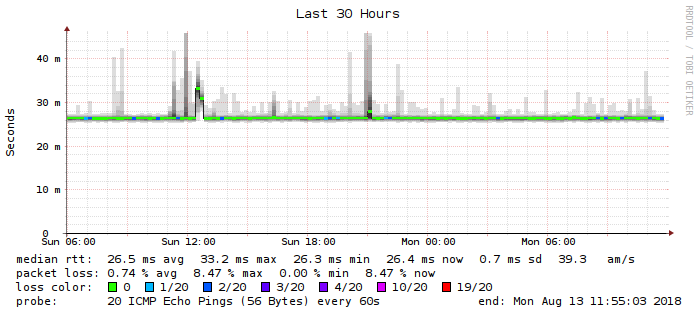 Last 30 Hours
RRDTOOL / TOBI OETIKER
Seconds
40 m
30 m
20 m
10 m
0
Sun 06:00 Sun 12:00 Sun 18:00 Mon 00:00 Mon 06:00
median rtt: 26.5 ms avg 33.2 ms max 26.3 ms min 26.4 ms now 0.7 ms sd 39.3 am/s
packet loss: 0.74 % avg 8.47 % max 0.00 % min 8.47 % now
loss color: 0 1/20 2/20 3/20 4/20 10/20 19/20
probe: 20 ICMP Echo Pings (56 Bytes) every 60s end: Mon Aug 13 11:55:03 2018